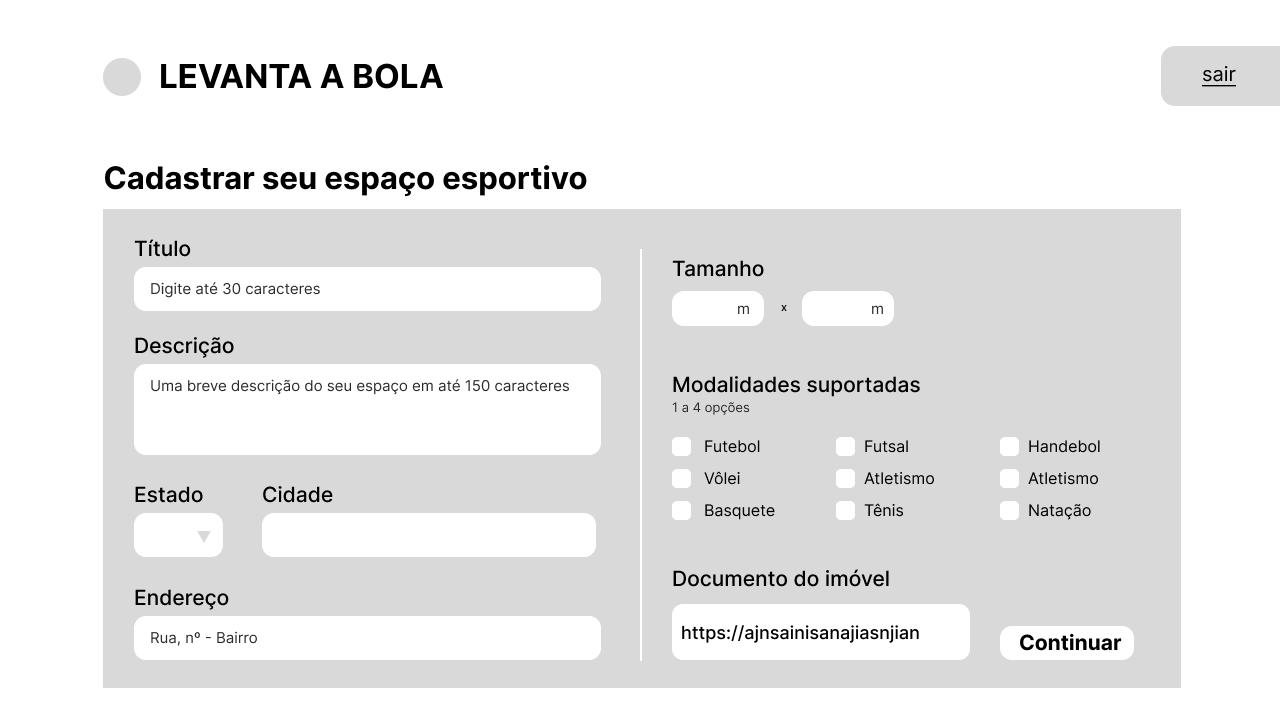 LEVANTA A BOLA
sair
Cadastrar seu espaço esportivo
Título
Digite até 30 caracteres
Descrição
Uma breve descrição do seu espaço em até 150 caracteres
Estado Cidade
Endereço
Rua, nº - Bairro
Tamanho
m x m
Modalidades suportadas
1 a 4 opções
Futebol Futsal Handebol
Vôlei Atletismo Atletismo
Basquete Tênis Natação
Documento do imóvel
https://ajnsainisanajiasnjian
Continuar